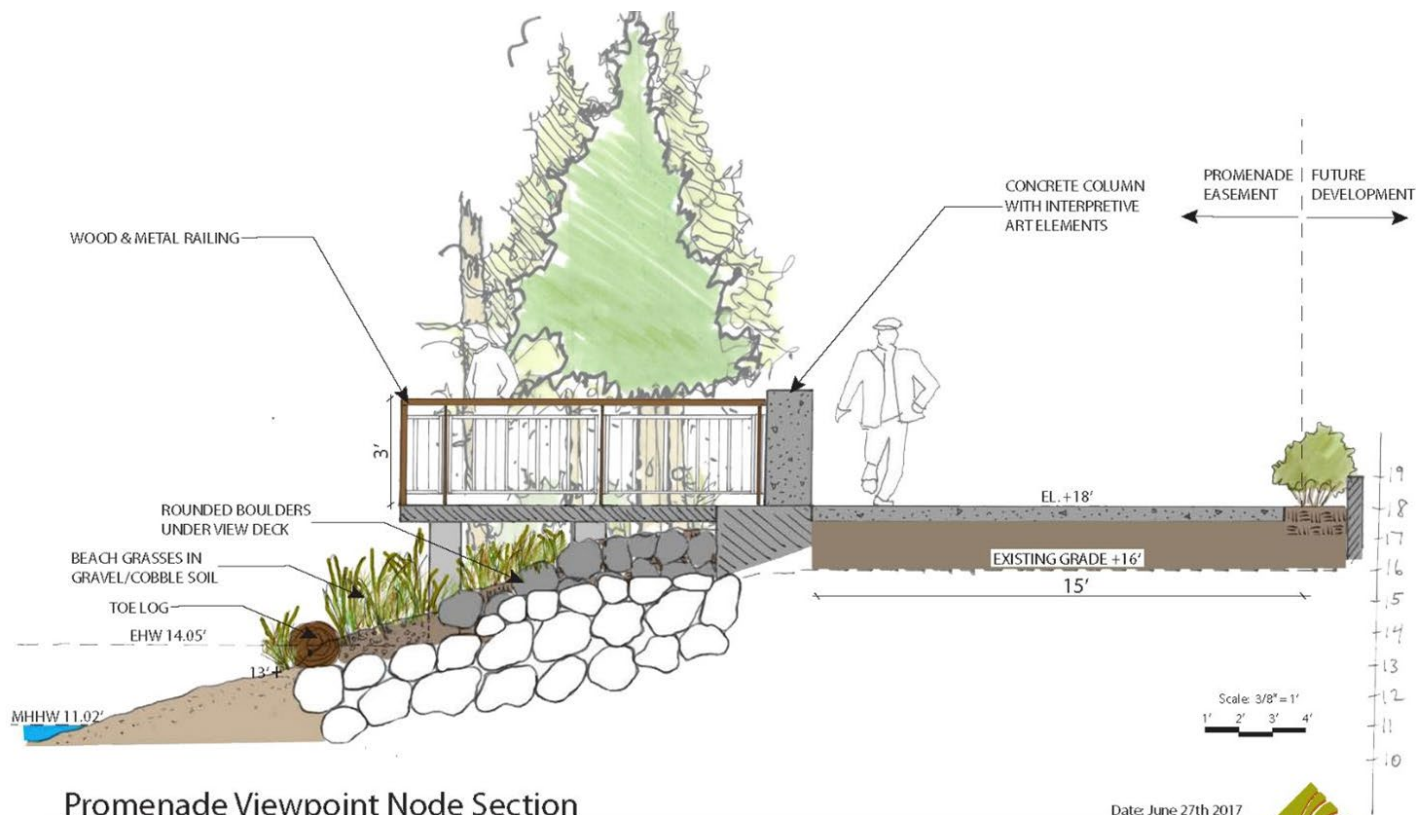 PROMENADE
EASEMENT
FUTURE
DEVELOPMENT
CONCRETE COLUMN
WITH INTERPRETIVE
ART ELEMENTS
WOOD & METAL RAILING
3'
ROUNDED BOULDERS
UNDER VIEW DECK
BEACH GRASSES IN
GRAVEL/COBBLE SOIL
TOE LOG
EHW 14.05'
13'+
MHHW 11.02'
EL. +18'
EXISTING GRADE +16'
15'
19
18
17
16
15
14
13
12
11
10
Scale: 3/8" = 1'
1' 2' 3' 4'
Promenade Viewpoint Node Section
Date: June 27th 2017